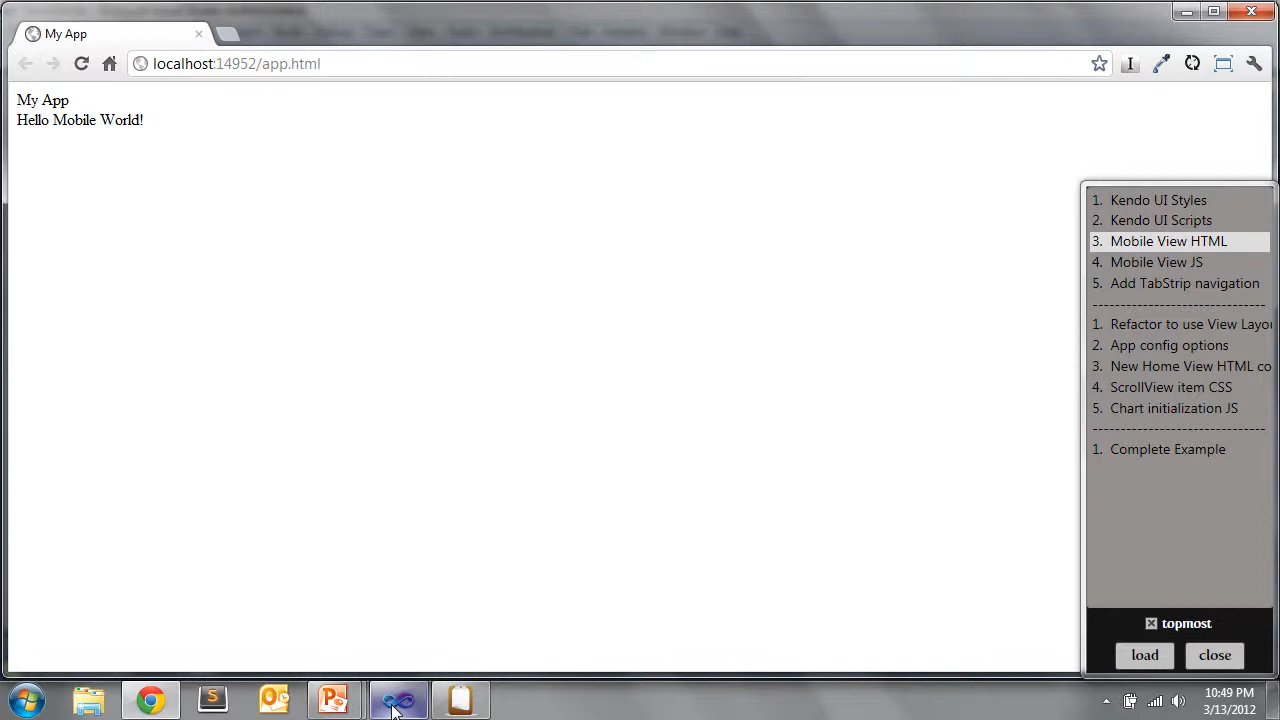 My App
localhost:14952/app.html
My App
Hello Mobile World!
1. Kendo UI Styles
2. Kendo UI Scripts
3. Mobile View HTML
4. Mobile View JS
5. Add TabStrip navigation
-----------------------------
1. Refactor to use View Layou
2. App config options
3. New Home View HTML co
4. ScrollView item CSS
5. Chart initialization JS
-----------------------------
1. Complete Example
topmost
load close
10:49 PM
3/13/2012